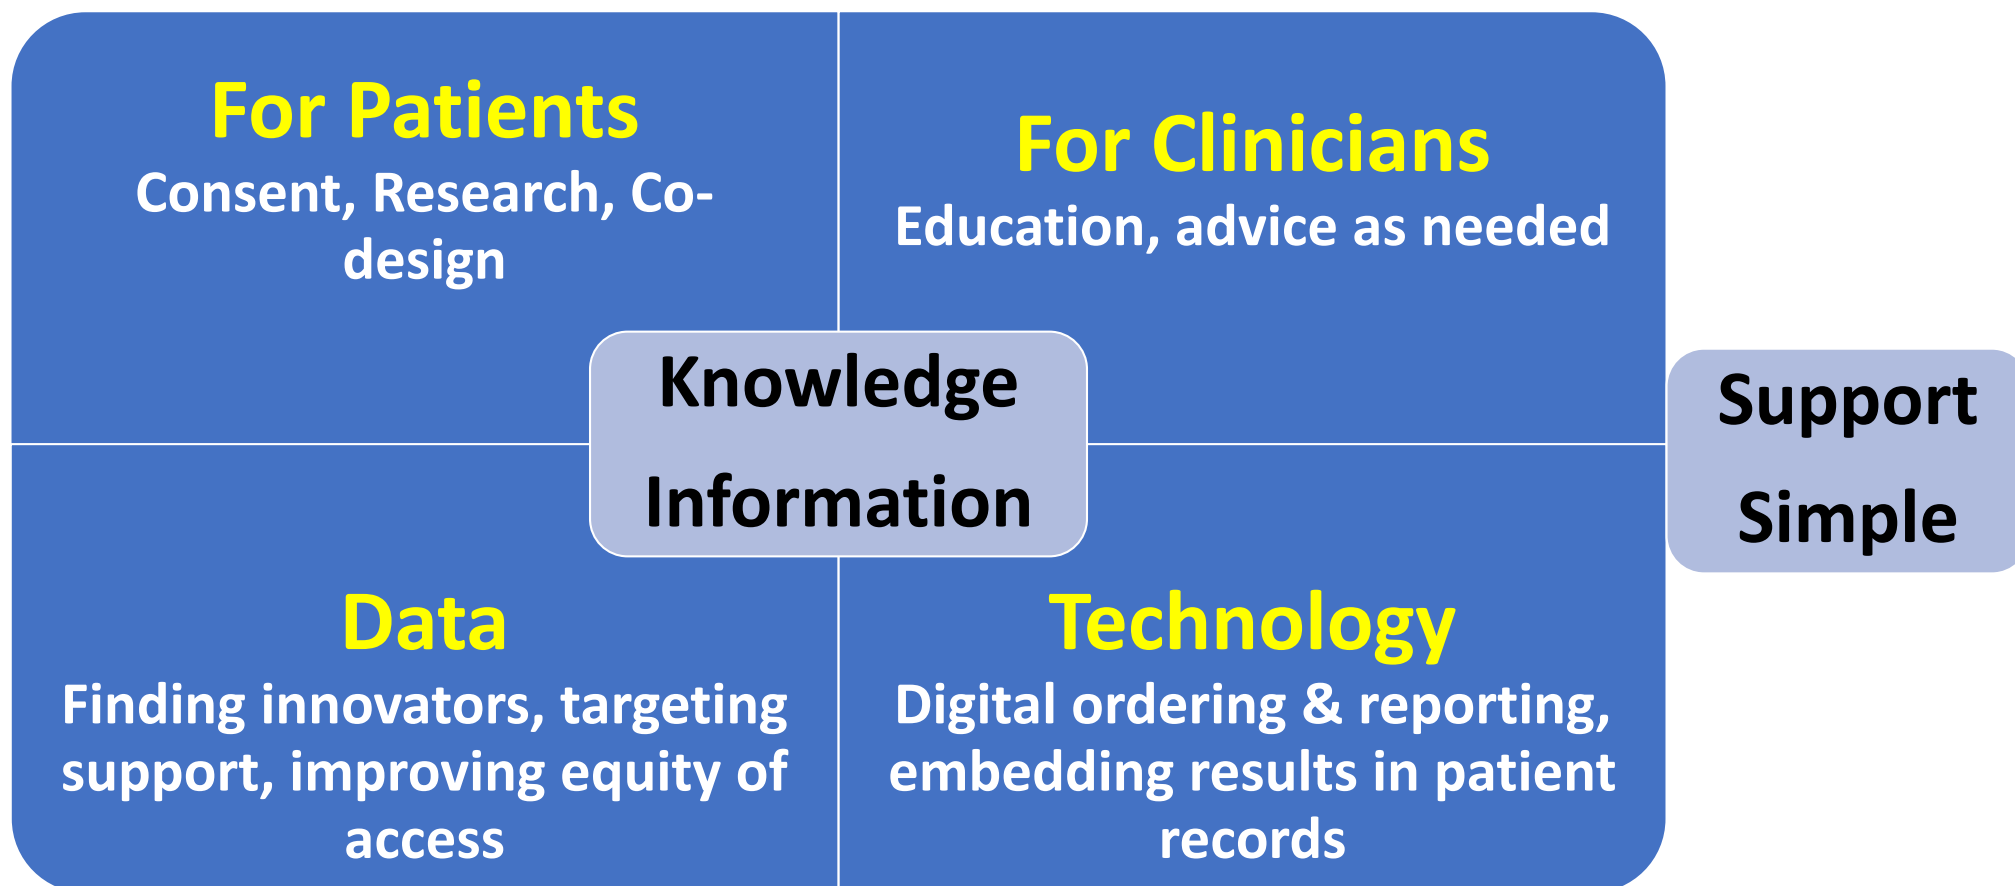 For Patients
Consent, Research, Co-
design
For Clinicians
Education, advice as needed
Knowledge
Information
Support
Simple
Data
Finding innovators, targeting
support, improving equity of
access
Technology
Digital ordering & reporting,
embedding results in patient
records